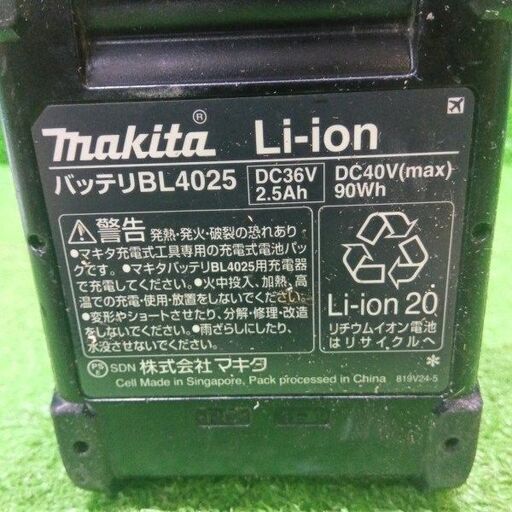 makita® Li-ion
バッテリBL4025 DC36V 2.5Ah DC40V(max) 90Wh
⚠警告 発熱・発火・破裂の恐れあり
●マキタ充電式工具専用の充電式電池パッ
クです。●マキタバッテリBL4025用充電器
で充電してください。●火中投入、加熱、高
温での充電・使用・放置をしないでください。
●変形やショートさせたり、分解・修理・改造
をしないでください。●雨ざらしにしたり、
水没させないでください。
Li-ion 20
リチウムイオン電池
はリサイクルへ
PS SDN 株式会社マキタ *
Cell Made in Singapore, Pack processed in China 819V24-5